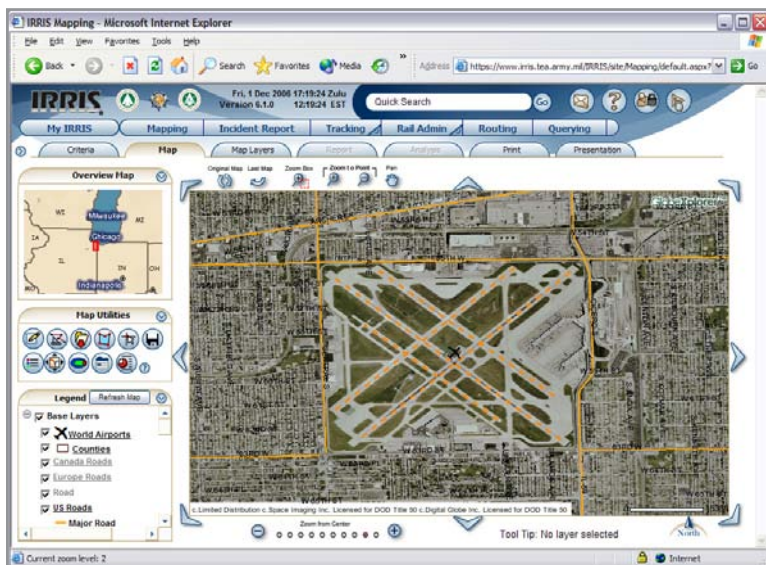 IRRIS Mapping - Microsoft Internet Explorer
File Edit View Favorites Tools Help
Back Search Favorites Media » Address https://www.irris.tea.army.mil/IRRIS/site/Mapping/default.aspx? Go
IRRIS Fri, 1 Dec 2006 17:19:24 Zulu
Version 6.1.0 12:19:24 EST
Quick Search Go
My IRRIS Mapping Incident Report Tracking Rail Admin Routing Querying
Criteria Map Map Layers Report Analysis Print Presentation
Overview Map
Original Map Last Map Zoom Box Zoom to Point Pan
WI
Milwaukee
MI
IA
Chicago
IL
IN
OH
Indianapolis
Map Utilities
Legend Refresh Map
Base Layers
World Airports
Counties
Canada Roads
Europe Roads
Road
US Roads
Major Road
W 63RD ST
c.Limited Distribution c.Space Imaging Inc. Licensed for DOD Title 50 c.Digital Globe Inc. Licensed for DOD Title 50
Zoom from Center
Tool Tip: No layer selected
North
Current zoom level: 2
Internet